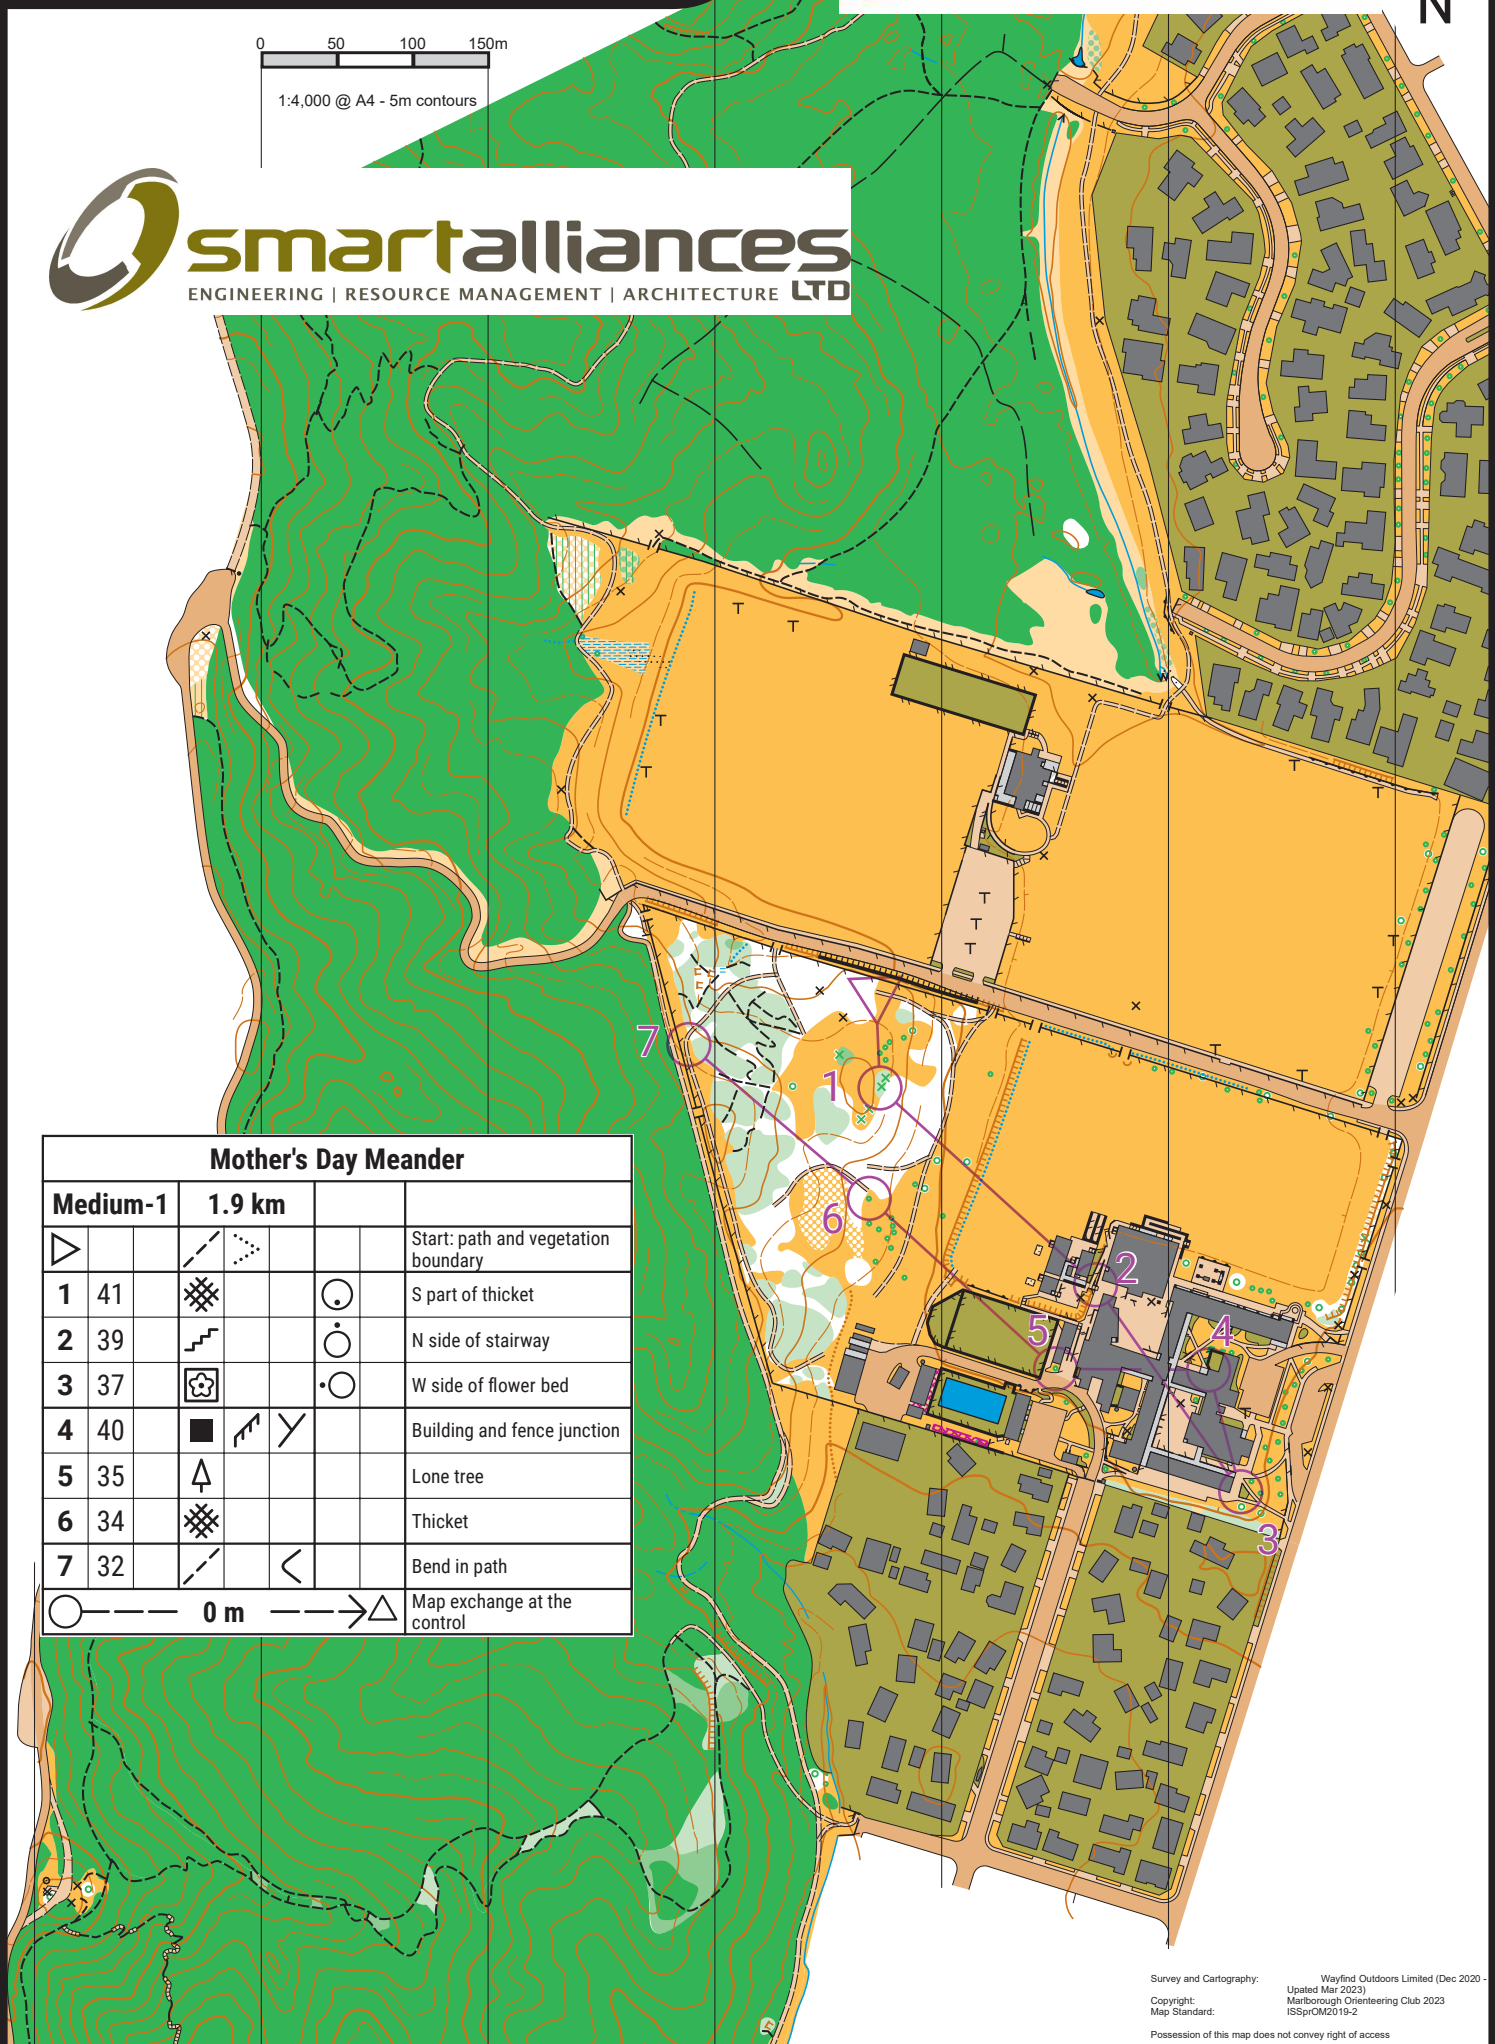 N
0 50 100 150m
1:4,000 @ A4 - 5m contours
smartalliances
LTD
ENGINEERING | RESOURCE MANAGEMENT | ARCHITECTURE
7
1
6
2
5
4
3
Mother's Day Meander
Medium-1 1.9 km
Start: path and vegetation
boundary
1 41 S part of thicket
2 39 N side of stairway
3 37 W side of flower bed
4 40 Building and fence junction
5 35 Lone tree
6 34 Thicket
7 32 Bend in path
0 m Map exchange at the
control
Survey and Cartography: Wayfind Outdoors Limited (Dec 2020 -
Upated Mar 2023)
Copyright: Marlborough Orienteering Club 2023
Map Standard: ISSprOM2019-2
Possession of this map does not convey right of access